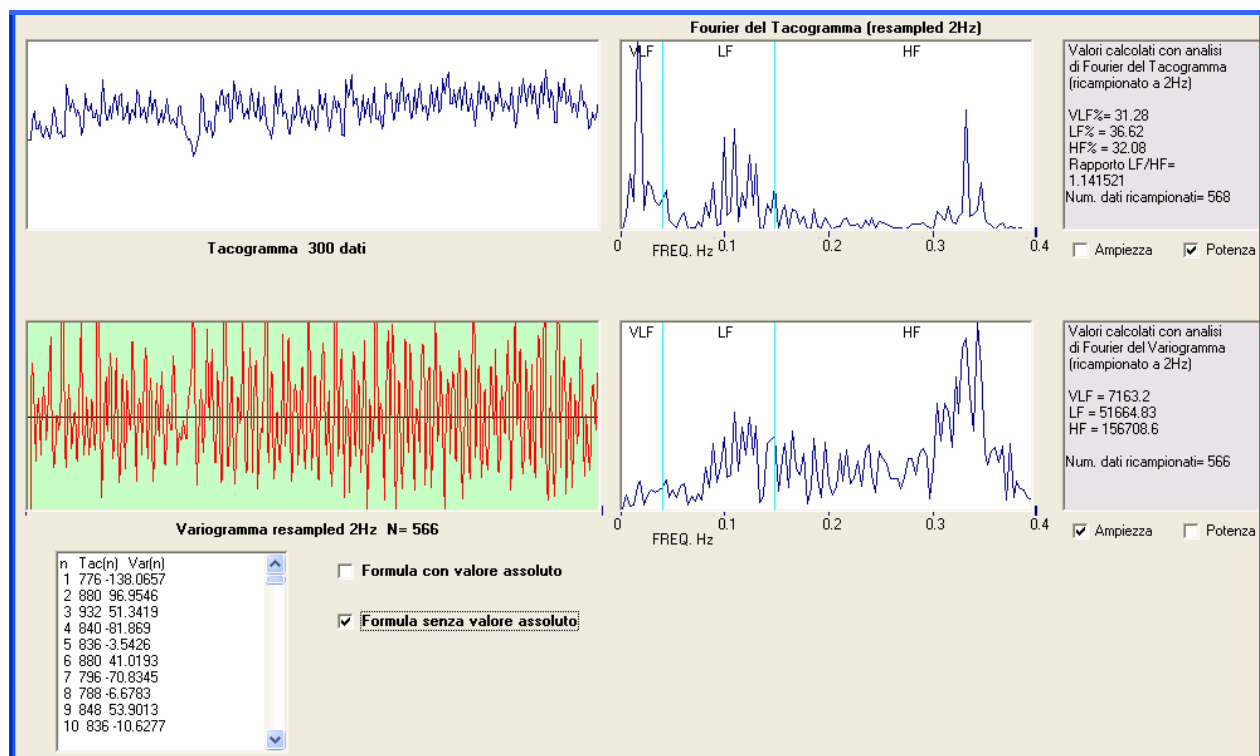 Fourier del Tacogramma (resampled 2Hz)
VLF
LF
HF
0
0.1
0.2
0.3
0.4
FREQ. Hz
Tacogramma 300 dati
Valori calcolati con analisi
di Fourier del Tacogramma
(ricampionato a 2Hz)
VLF%= 31.28
LF% = 36.62
HF% = 32.08
Rapporto LF/HF=
1.141521
Num. dati ricampionati= 568
Ampiezza
Potenza
VLF
LF
HF
0
0.1
0.2
0.3
0.4
FREQ. Hz
Variogramma resampled 2Hz N= 566
Valori calcolati con analisi
di Fourier del Variogramma
(ricampionato a 2Hz)
VLF = 7163.2
LF = 51664.83
HF = 156708.6
Num. dati ricampionati= 566
Ampiezza
Potenza
n Tac(n) Var(n)
1 776 -138.0657
2 880 96.9546
3 932 51.3419
4 840 -81.869
5 836 -3.5426
6 880 41.0193
7 796 -70.8345
8 788 -6.6783
9 848 53.9013
10 836 -10.6277
Formula con valore assoluto
Formula senza valore assoluto